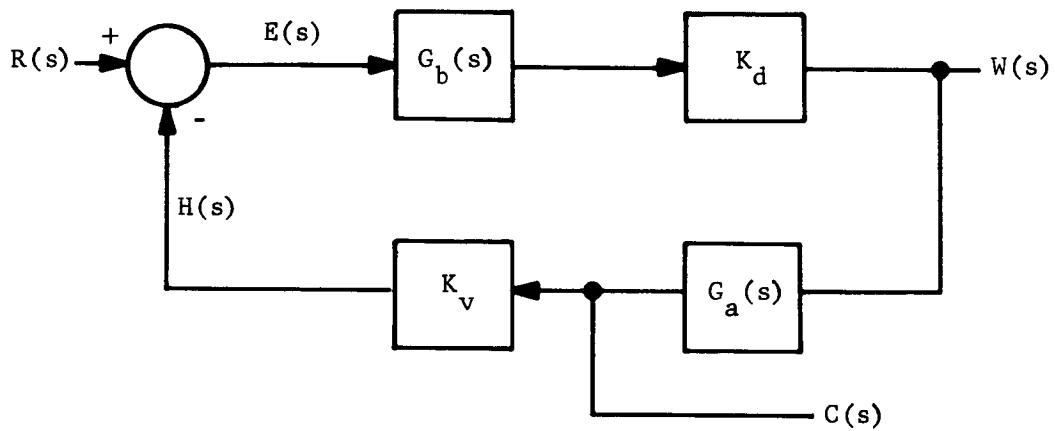 R(s)
+
-
E(s)
G_b(s)
K_d
W(s)
H(s)
K_v
G_a(s)
C(s)